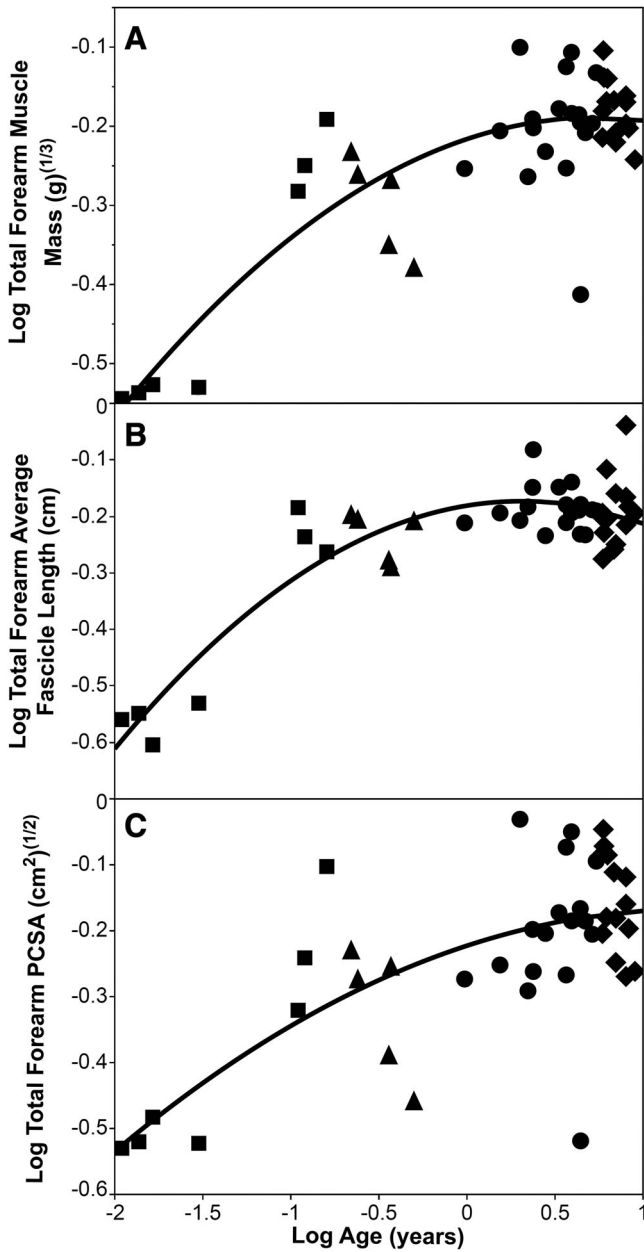 A
Log Total Forearm Muscle
Mass (g)(1/3)
-0.1
-0.2
-0.3
-0.4
-0.5
0
B
Log Total Forearm Average
Fascicle Length (cm)
-0.1
-0.2
-0.3
-0.4
-0.5
-0.6
0
C
Log Total Forearm PCSA (cm²)(1/2)
-0.1
-0.2
-0.3
-0.4
-0.5
-0.6
-2 -1.5 -1 -0.5 0 0.5 1
Log Age (years)